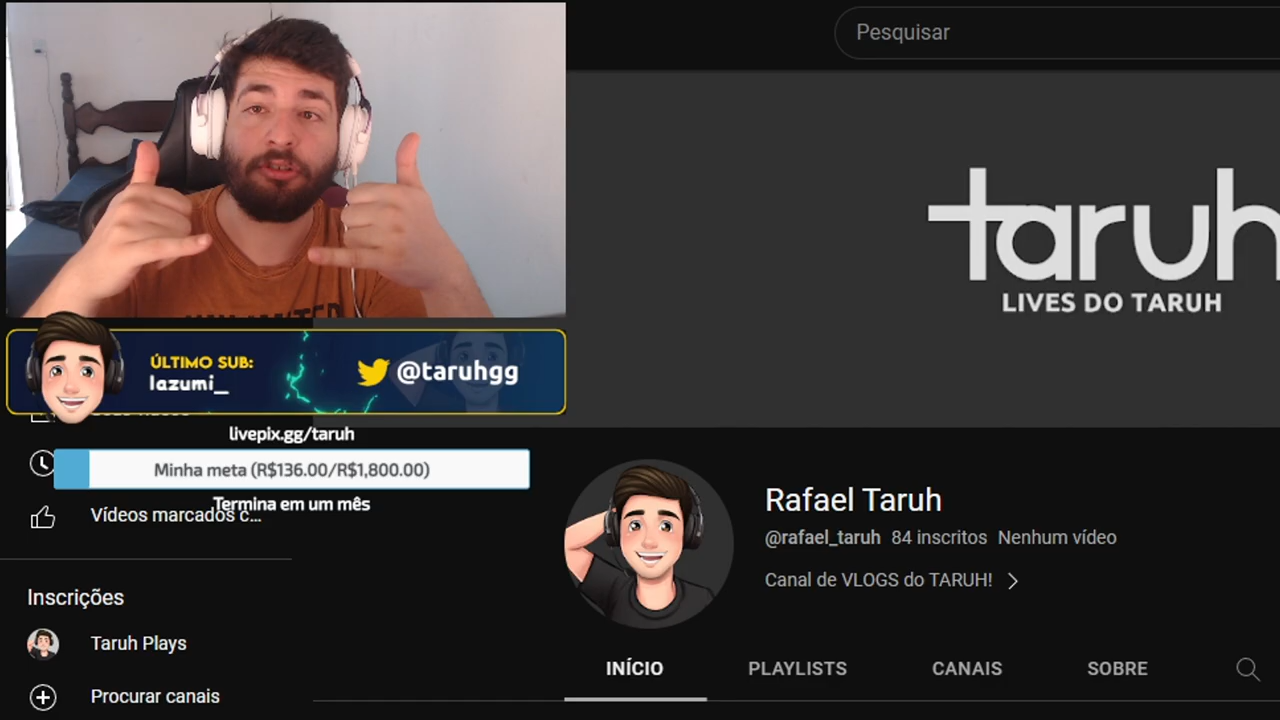 Pesquisar
taruh
LIVES DO TARUH
ÚLTIMO SUB:
lazumi_
@taruhgg
livepix.gg/taruh
Minha meta (R$136.00/R$1,800.00)
Termina em um mês
Vídeos marcados c...
Inscrições
Taruh Plays
Procurar canais
Rafael Taruh
@rafael_taruh 84 inscritos Nenhum vídeo
Canal de VLOGS do TARUH!
INÍCIO PLAYLISTS CANAIS SOBRE